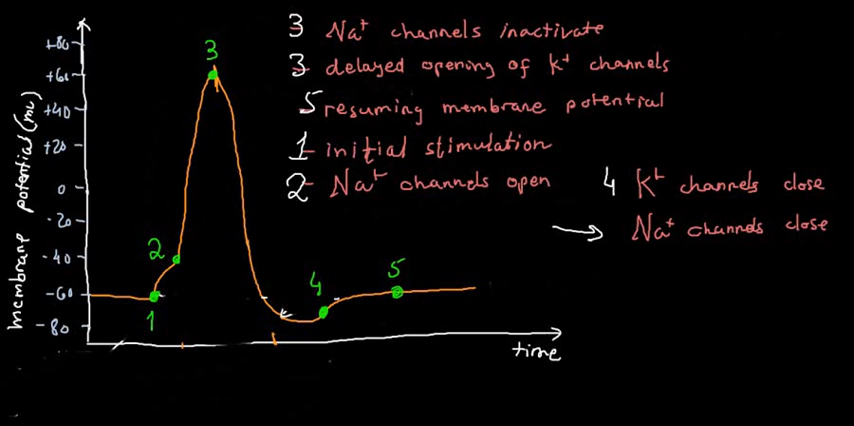 3 Na+ channels inactivate
3 delayed opening of K+ channels
5 resuming membrane potential
1 initial stimulation
2 Na+ channels open
4 K+ channels close
→ Na+ channels close
membrane potential (mv)
+80
+60
+40
+20
0
-20
-40
-60
-80
1
2
3
4
5
time